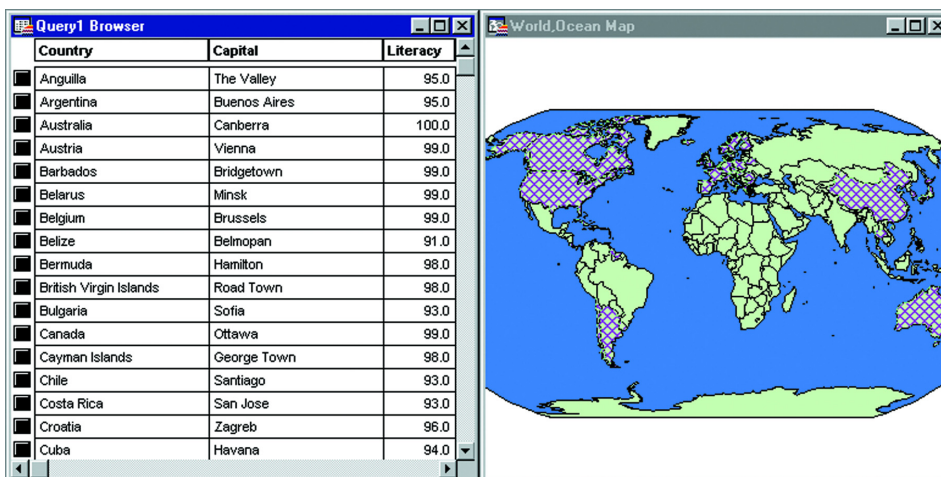 Query1 Browser
Country Capital Literacy
Anguilla The Valley 95.0
Argentina Buenos Aires 95.0
Australia Canberra 100.0
Austria Vienna 99.0
Barbados Bridgetown 99.0
Belarus Minsk 99.0
Belgium Brussels 99.0
Belize Belmopan 91.0
Bermuda Hamilton 98.0
British Virgin Islands Road Town 98.0
Bulgaria Sofia 93.0
Canada Ottawa 99.0
Cayman Islands George Town 98.0
Chile Santiago 93.0
Costa Rica San Jose 93.0
Croatia Zagreb 96.0
Cuba Havana 94.0
World,Ocean Map